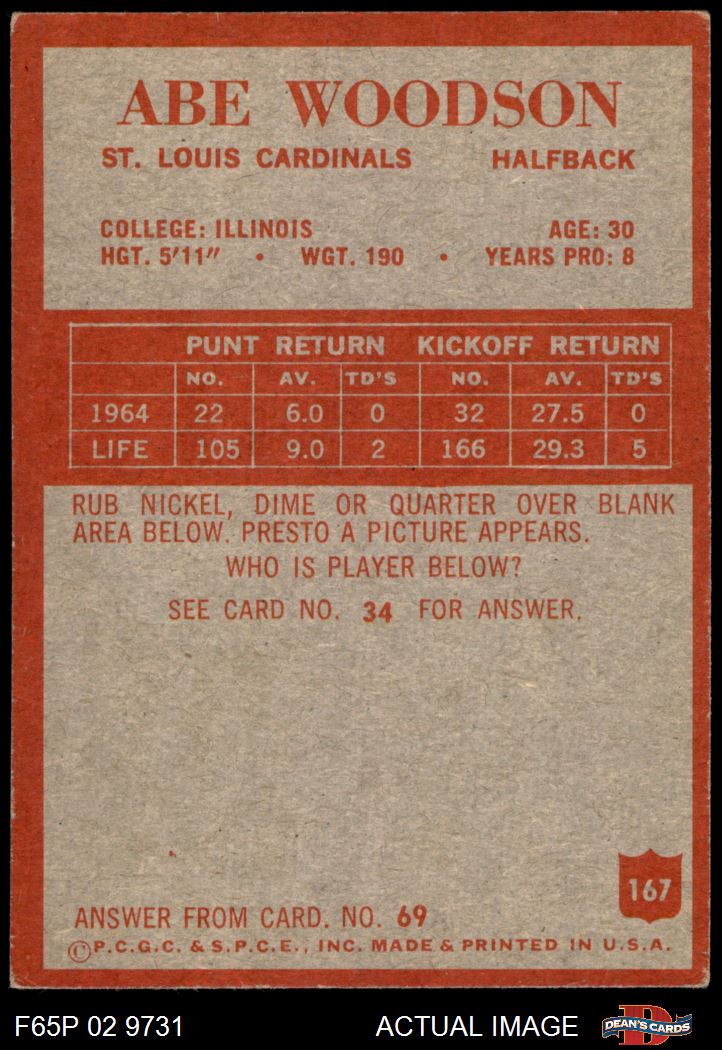 ABE WOODSON
ST. LOUIS CARDINALS HALFBACK
COLLEGE: ILLINOIS AGE: 30
HGT. 5'11" • WGT. 190 • YEARS PRO: 8
PUNT RETURN KICKOFF RETURN
NO. AV. TD'S NO. AV. TD'S
1964 22 6.0 0 32 27.5 0
LIFE 105 9.0 2 166 29.3 5
RUB NICKEL, DIME OR QUARTER OVER BLANK
AREA BELOW. PRESTO A PICTURE APPEARS.
WHO IS PLAYER BELOW?
SEE CARD NO. 34 FOR ANSWER.
167
ANSWER FROM CARD. NO. 69
©P.C.G.C. & S.P.C.E., INC. MADE & PRINTED IN U.S.A.
F65P 02 9731 ACTUAL IMAGE D DEAN'S CARDS